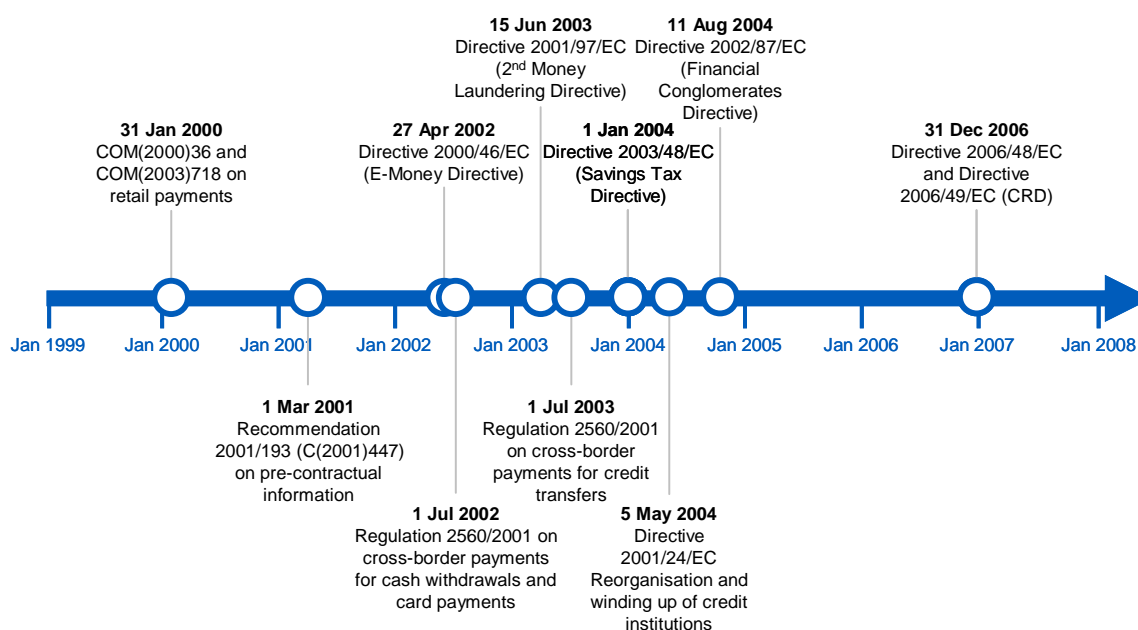 15 Jun 2003
Directive 2001/97/EC
(2nd Money
Laundering Directive)
11 Aug 2004
Directive 2002/87/EC
(Financial
Conglomerates
Directive)
31 Jan 2000
COM(2000)36 and
COM(2003)718 on
retail payments
27 Apr 2002
Directive 2000/46/EC
(E-Money Directive)
1 Jan 2004
Directive 2003/48/EC
(Savings Tax
Directive)
31 Dec 2006
Directive 2006/48/EC
and Directive
2006/49/EC (CRD)
Jan 1999
Jan 2000
Jan 2001
Jan 2002
Jan 2003
Jan 2004
Jan 2005
Jan 2006
Jan 2007
Jan 2008
1 Mar 2001
Recommendation
2001/193 (C(2001)447)
on pre-contractual
information
1 Jul 2002
Regulation 2560/2001 on
cross-border payments
for cash withdrawals and
card payments
1 Jul 2003
Regulation 2560/2001
on cross-border
payments for credit
transfers
5 May 2004
Directive
2001/24/EC
Reorganisation and
winding up of credit
institutions